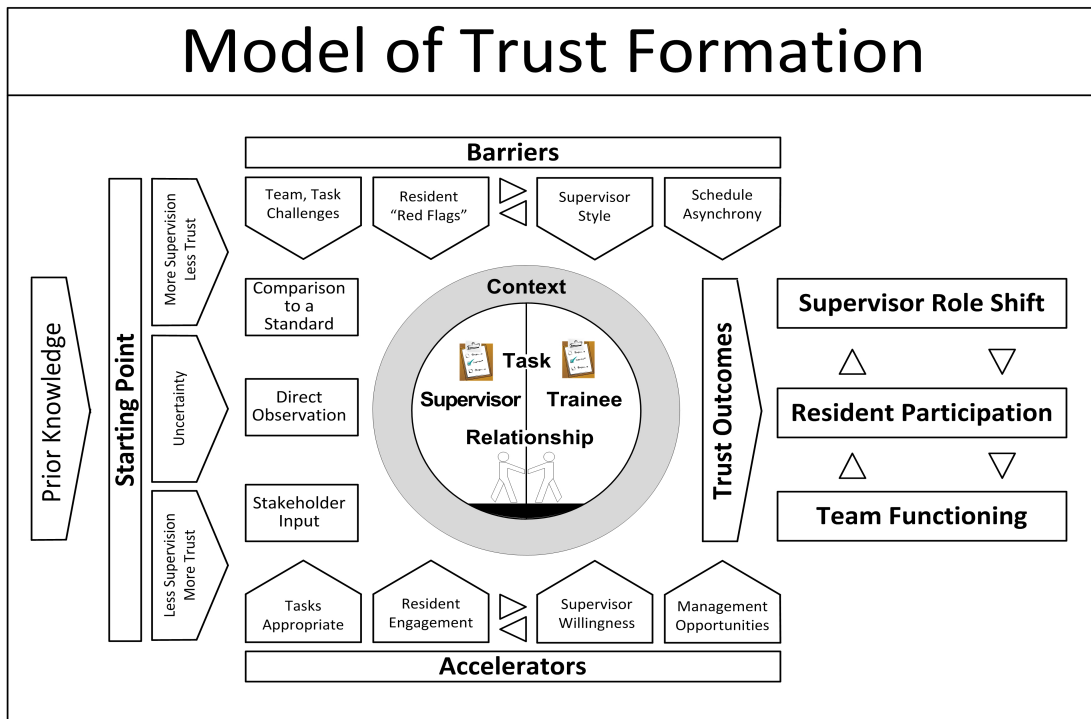 Model of Trust Formation
Barriers
Team, Task
Challenges
Resident
“Red Flags”
Supervisor
Style
Schedule
Asynchrony
Prior Knowledge
Starting Point
More Supervision
Less Trust
Uncertainty
Less Supervision
More Trust
Comparison
to a
Standard
Direct
Observation
Stakeholder
Input
Context
Task
Supervisor
Trainee
Relationship
Trust Outcomes
Supervisor Role Shift
Resident Participation
Team Functioning
Tasks
Appropriate
Resident
Engagement
Supervisor
Willingness
Management
Opportunities
Accelerators